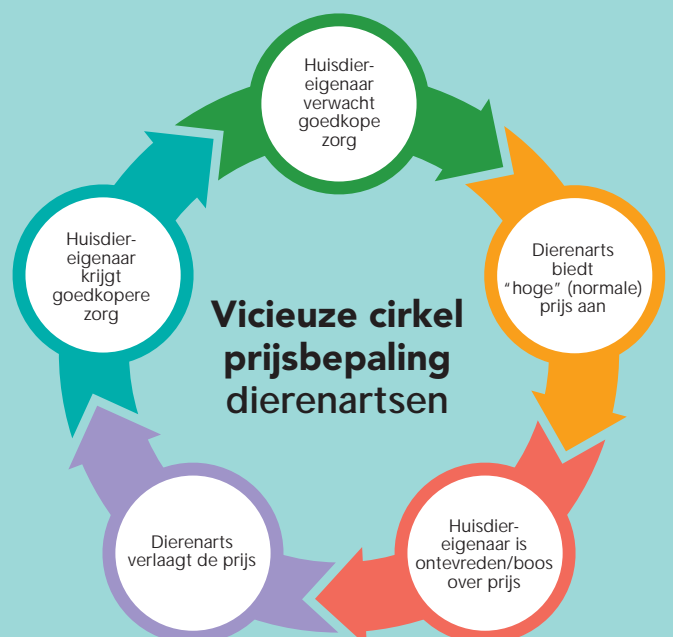 Huisdier-
eigenaar
verwacht
goedkope
zorg
Dierenarts
biedt
“hoge” (normale)
prijs aan
Huisdier-
eigenaar is
ontevreden/boos
over prijs
Dierenarts
verlaagt de prijs
Huisdier-
eigenaar
krijgt
goedkopere
zorg
Vicieuze cirkel
prijsbepaling
dierenartsen